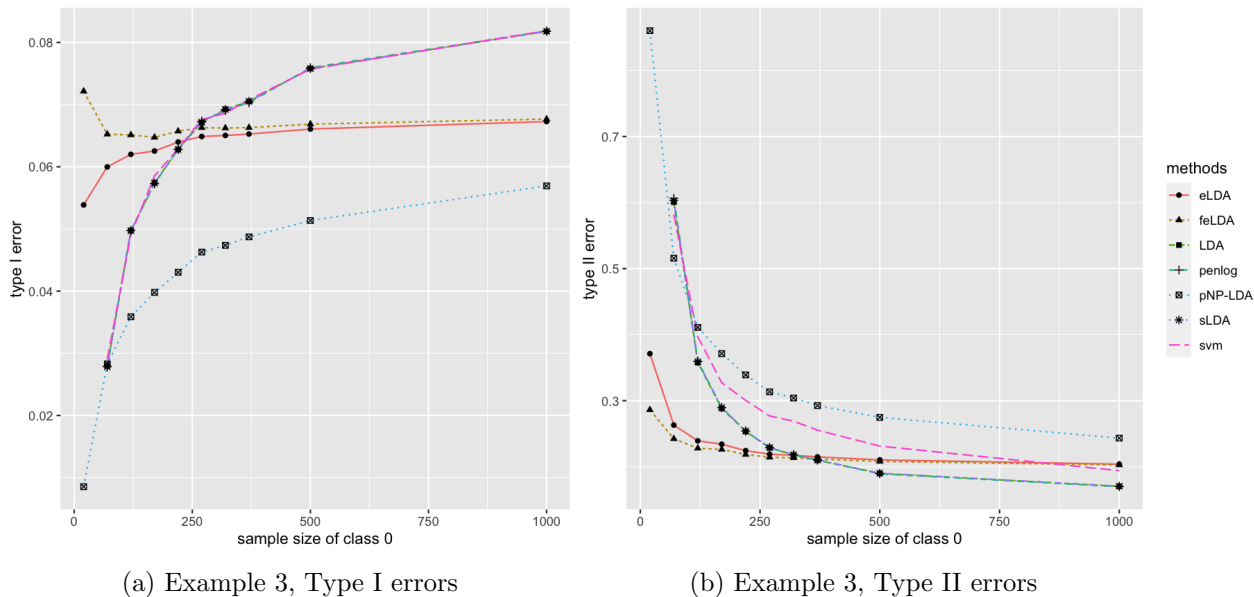 0.08
0.06
0.04
0.02
type I error
0
250
500
750
1000
sample size of class 0
0.7
0.5
0.3
type II error
0
250
500
750
1000
sample size of class 0
methods
eLDA
feLDA
LDA
penlog
pNP-LDA
sLDA
svm
(a) Example 3, Type I errors
(b) Example 3, Type II errors